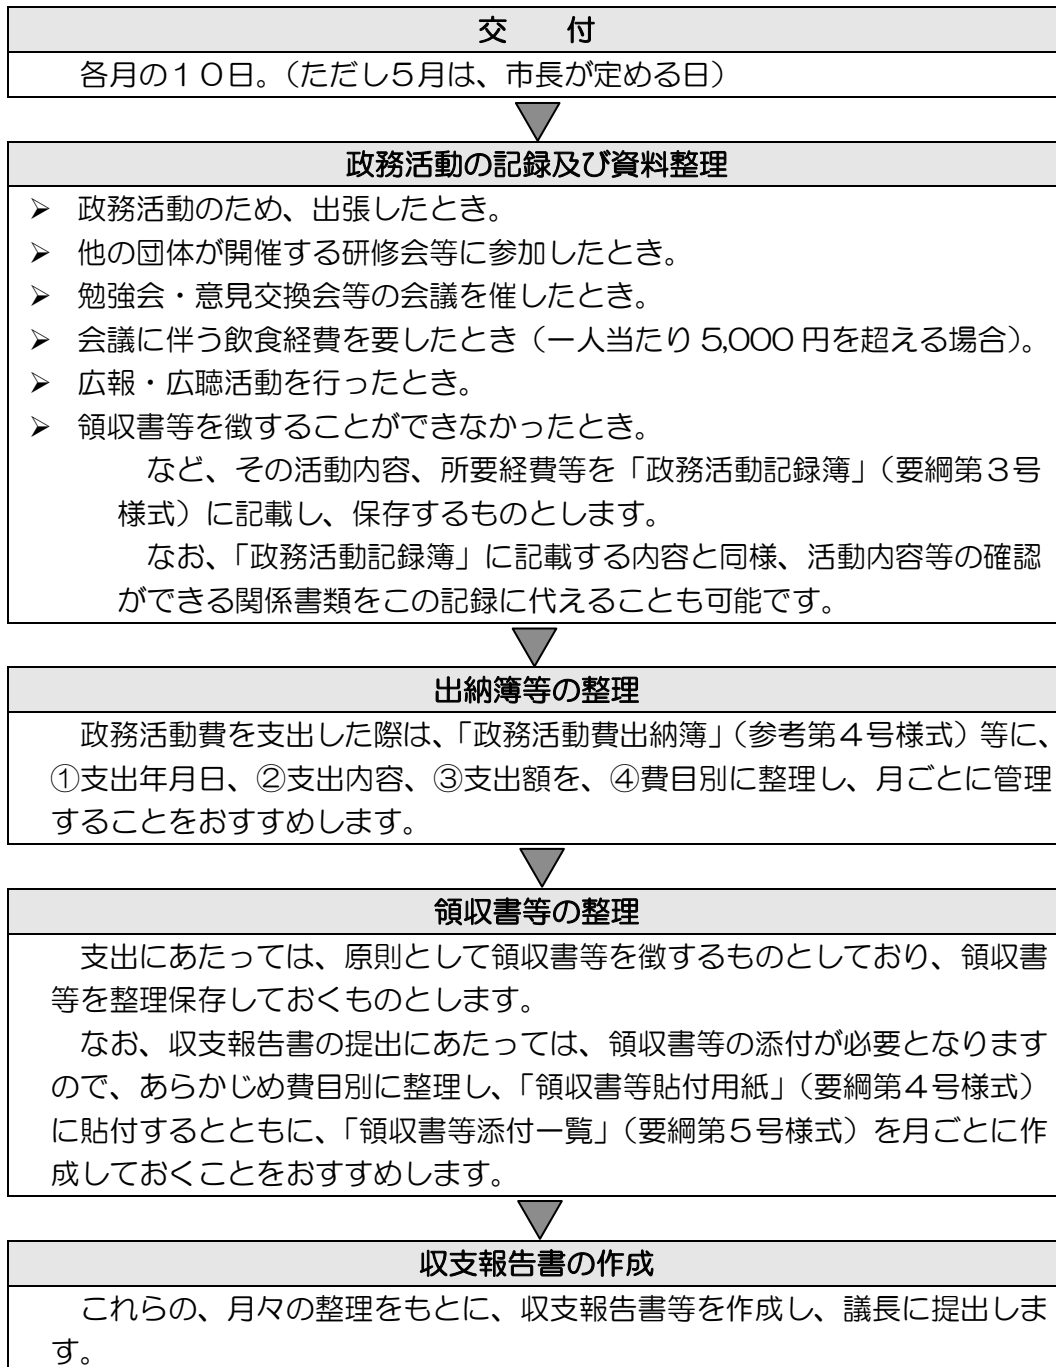 交　　付
各月の１０日。（ただし５月は、市長が定める日）
政務活動の記録及び資料整理
➢ 政務活動のため、出張したとき。
➢ 他の団体が開催する研修会等に参加したとき。
➢ 勉強会・意見交換会等の会議を催したとき。
➢ 会議に伴う飲食経費を要したとき（一人当たり 5,000 円を超える場合）。
➢ 広報・広聴活動を行ったとき。
➢ 領収書等を徴することができなかったとき。
など、その活動内容、所要経費等を「政務活動記録簿」（要綱第３号
様式）に記載し、保存するものとします。
なお、「政務活動記録簿」に記載する内容と同様、活動内容等の確認
ができる関係書類をこの記録に代えることも可能です。
出納簿等の整理
政務活動費を支出した際は、「政務活動費出納簿」（参考第４号様式）等に、
①支出年月日、②支出内容、③支出額を、④費目別に整理し、月ごとに管理
することをおすすめします。
領収書等の整理
支出にあたっては、原則として領収書等を徴するものとしており、領収書
等を整理保存しておくものとします。
なお、収支報告書の提出にあたっては、領収書等の添付が必要となります
ので、あらかじめ費目別に整理し、「領収書等貼付用紙」（要綱第４号様式）
に貼付するとともに、「領収書等添付一覧」（要綱第５号様式）を月ごとに作
成しておくことをおすすめします。
収支報告書の作成
これらの、月々の整理をもとに、収支報告書等を作成し、議長に提出しま
す。